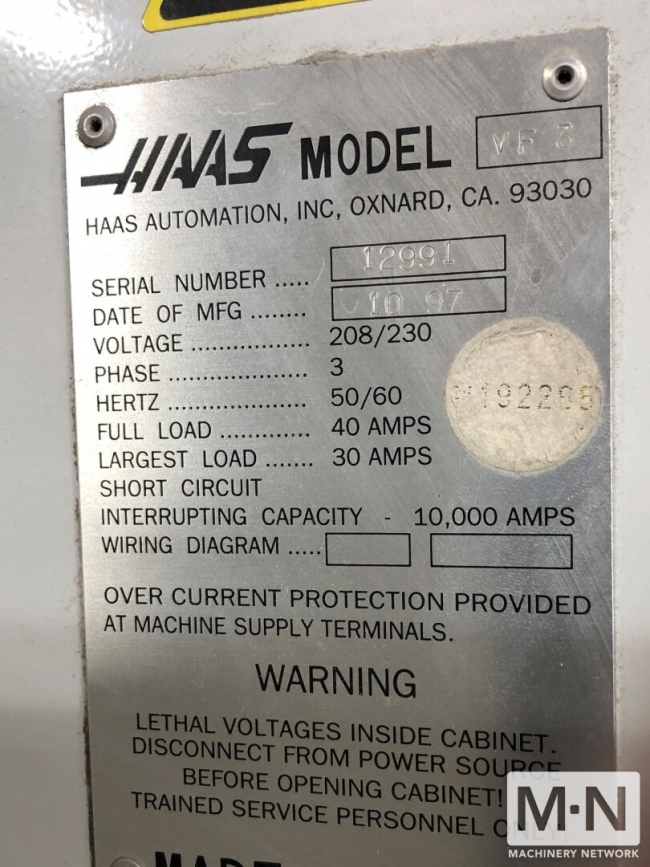 HAAS MODEL VF 3
HAAS AUTOMATION, INC, OXNARD, CA. 93030
SERIAL NUMBER ..... 12991
DATE OF MFG ........ 10 97
VOLTAGE ................. 208/230
PHASE .................... 3
HERTZ .................... 50/60
FULL LOAD ............. 40 AMPS
LARGEST LOAD ....... 30 AMPS
SHORT CIRCUIT
INTERRUPTING CAPACITY - 10,000 AMPS
WIRING DIAGRAM .....
OVER CURRENT PROTECTION PROVIDED
AT MACHINE SUPPLY TERMINALS.
WARNING
LETHAL VOLTAGES INSIDE CABINET.
DISCONNECT FROM POWER SOURCE
BEFORE OPENING CABINET!
TRAINED SERVICE PERSONNEL ONLY
MADE
M·N
MACHINERY NETWORK